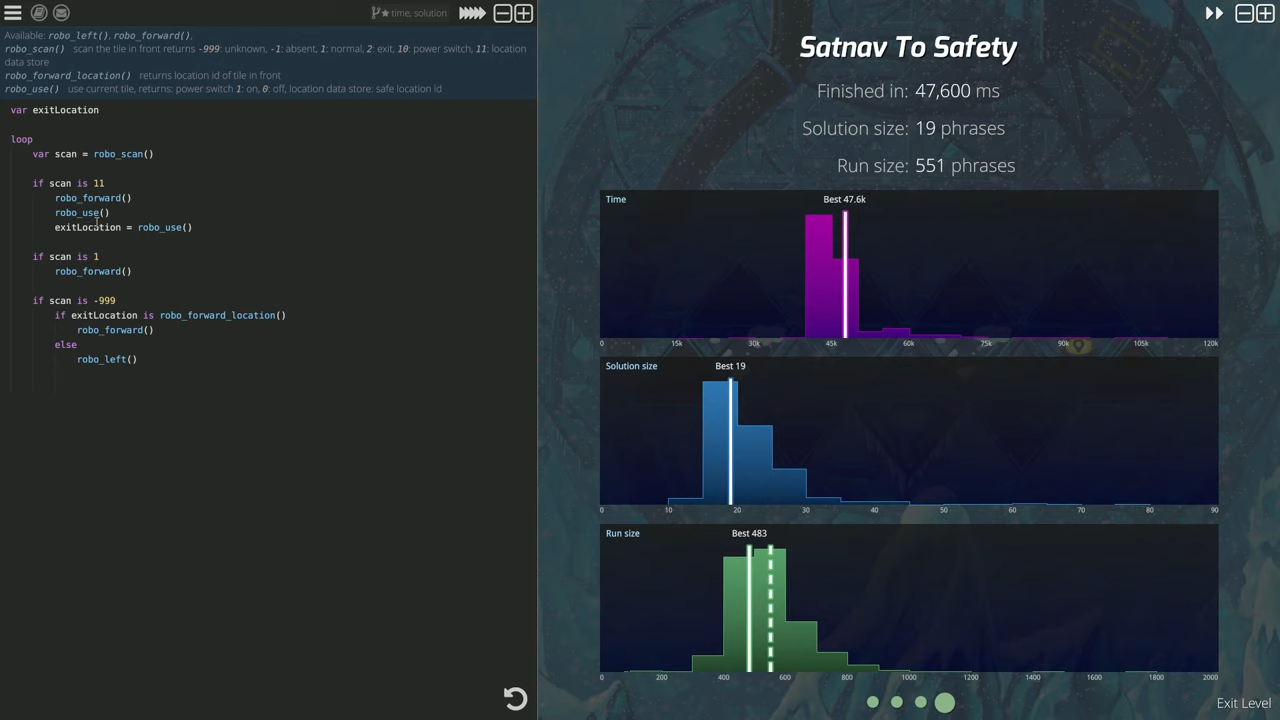 time, solution
Available: robo_left(), robo_forward(),
robo_scan() scan the tile in front returns -999: unknown, -1: absent, 1: normal, 2: exit, 10: power switch, 11: location
data store
robo_forward_location() returns location id of tile in front
robo_use() use current tile, returns: power switch 1: on, 0: off, location data store: safe location id
var exitLocation
loop
var scan = robo_scan()
if scan is 11
robo_forward()
robo_use()
exitLocation = robo_use()
if scan is 1
robo_forward()
if scan is -999
if exitLocation is robo_forward_location()
robo_forward()
else
robo_left()
Satnav To Safety
Finished in: 47,600 ms
Solution size: 19 phrases
Run size: 551 phrases
Time
Best 47.6k
0 15k 30k 45k 60k 75k 90k 105k 120k
Solution size
Best 19
10 20 30 40 50 60 70 80 90
Run size
Best 483
0 200 400 600 800 1000 1200 1400 1600 1800 2000
Exit Level